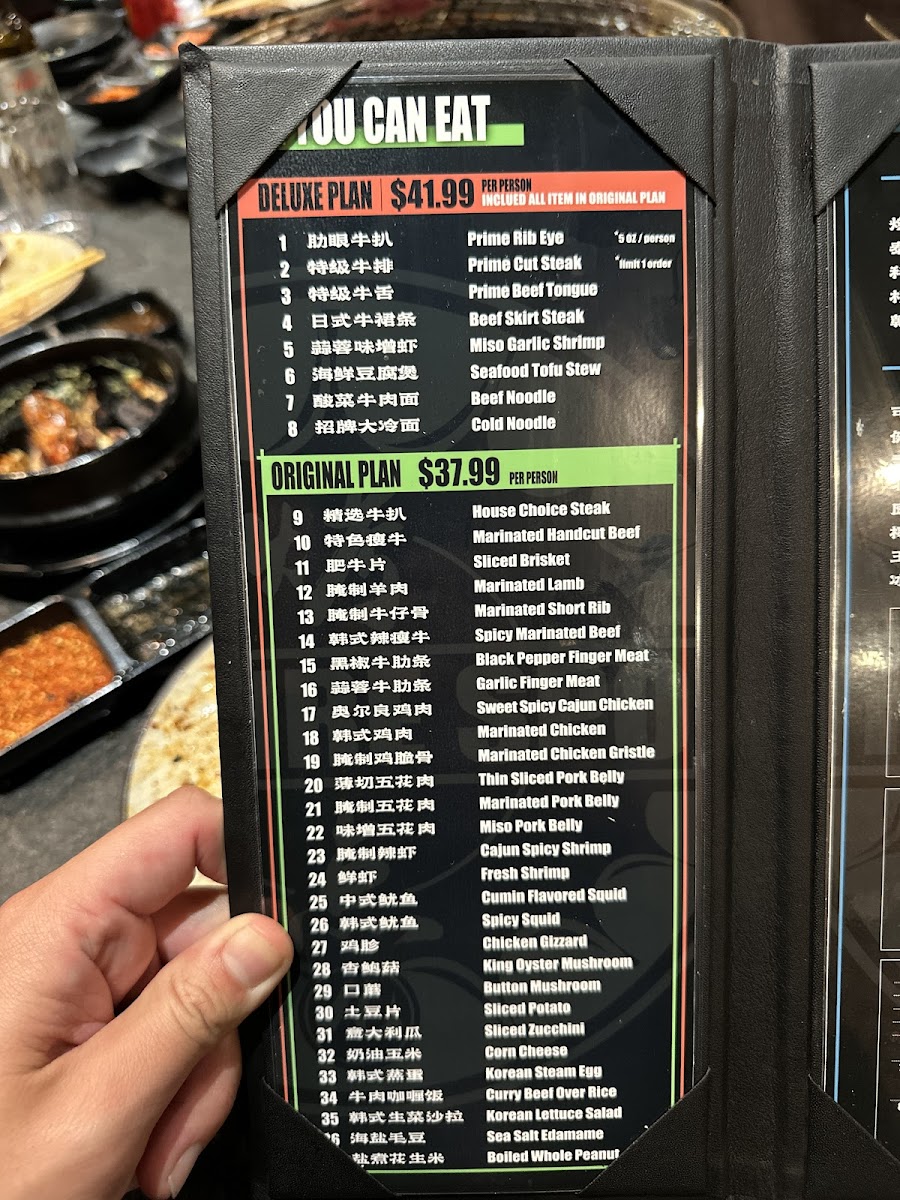 YOU CAN EAT
DELUXE PLAN $41.99 PER PERSON
INCLUED ALL ITEM IN ORIGINAL PLAN
1 肋眼牛扒 Prime Rib Eye *5 OZ / person
2 特级牛排 Prime Cut Steak *limit 1 order
3 特级牛舌 Prime Beef Tongue
4 日式牛裙条 Beef Skirt Steak
5 蒜蓉味增虾 Miso Garlic Shrimp
6 海鲜豆腐煲 Seafood Tofu Stew
7 酸菜牛肉面 Beef Noodle
8 招牌大冷面 Cold Noodle
ORIGINAL PLAN $37.99 PER PERSON
9 精选牛扒 House Choice Steak
10 特色瘦牛 Marinated Handcut Beef
11 肥牛片 Sliced Brisket
12 腌制羊肉 Marinated Lamb
13 腌制牛仔骨 Marinated Short Rib
14 韩式辣瘦牛 Spicy Marinated Beef
15 黑椒牛肋条 Black Pepper Finger Meat
16 蒜蓉牛肋条 Garlic Finger Meat
17 奥尔良鸡肉 Sweet Spicy Cajun Chicken
18 韩式鸡肉 Marinated Chicken
19 腌制鸡脆骨 Marinated Chicken Gristle
20 薄切五花肉 Thin Sliced Pork Belly
21 腌制五花肉 Marinated Pork Belly
22 味增五花肉 Miso Pork Belly
23 腌制辣虾 Cajun Spicy Shrimp
24 鲜虾 Fresh Shrimp
25 中式鱿鱼 Cumin Flavored Squid
26 韩式鱿鱼 Spicy Squid
27 鸡胗 Chicken Gizzard
28 杏鲍菇 King Oyster Mushroom
29 口蘑 Button Mushroom
30 土豆片 Sliced Potato
31 意大利瓜 Sliced Zucchini
32 奶油玉米 Corn Cheese
33 韩式蒸蛋 Korean Steam Egg
34 牛肉咖喱饭 Curry Beef Over Rice
35 韩式生菜沙拉 Korean Lettuce Salad
36 海盐毛豆 Sea Salt Edamame
盐煮花生米 Boiled Whole Peanut